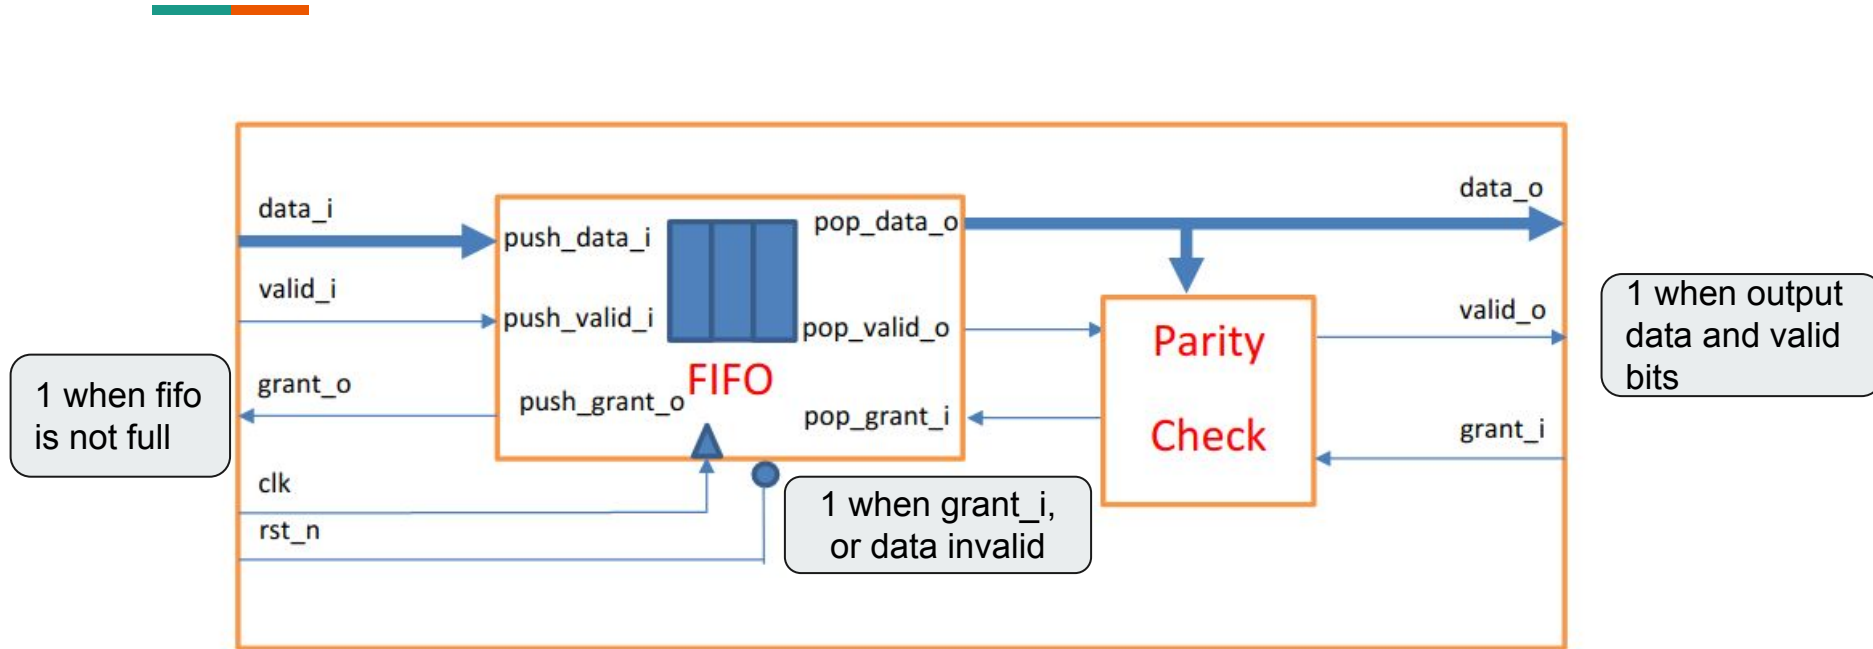 data_i
valid_i
1 when fifo
is not full
grant_o
clk
rst_n
push_data_i
push_valid_i
push_grant_o
FIFO
pop_data_o
pop_valid_o
pop_grant_i
1 when grant_i,
or data invalid
Parity
Check
data_o
valid_o
grant_i
1 when output
data and valid
bits